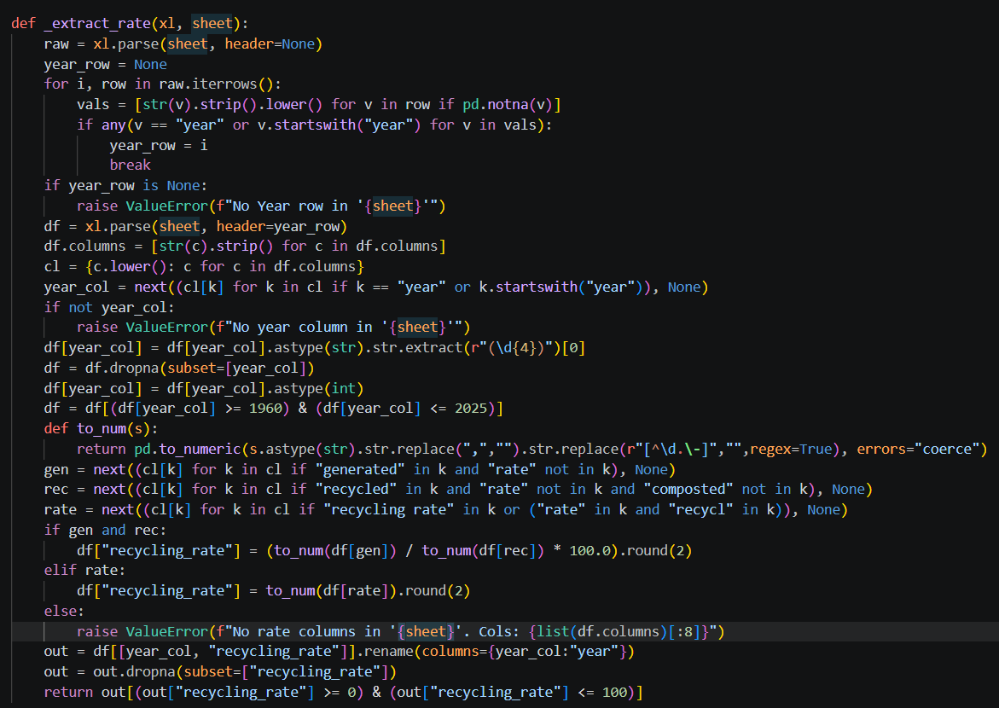 def _extract_rate(xl, sheet):
    raw = xl.parse(sheet, header=None)
    year_row = None
    for i, row in raw.iterrows():
        vals = [str(v).strip().lower() for v in row if pd.notna(v)]
        if any(v == "year" or v.startswith("year") for v in vals):
            year_row = i
            break
    if year_row is None:
        raise ValueError(f"No Year row in '{sheet}'")
    df = xl.parse(sheet, header=year_row)
    df.columns = [str(c).strip() for c in df.columns]
    cl = {c.lower(): c for c in df.columns}
    year_col = next((cl[k] for k in cl if k == "year" or k.startswith("year")), None)
    if not year_col:
        raise ValueError(f"No year column in '{sheet}'")
    df[year_col] = df[year_col].astype(str).str.extract(r"(\d{4})")[0]
    df = df.dropna(subset=[year_col])
    df[year_col] = df[year_col].astype(int)
    df = df[(df[year_col] >= 1960) & (df[year_col] <= 2025)]
    def to_num(s):
        return pd.to_numeric(s.astype(str).str.replace(",","").str.replace(r"[^\d.\-]","",regex=True), errors="coerce")
    gen = next((cl[k] for k in cl if "generated" in k and "rate" not in k), None)
    rec = next((cl[k] for k in cl if "recycled" in k and "rate" not in k and "composted" not in k), None)
    rate = next((cl[k] for k in cl if "recycling rate" in k or ("rate" in k and "recycl" in k)), None)
    if gen and rec:
        df["recycling_rate"] = (to_num(df[gen]) / to_num(df[rec]) * 100.0).round(2)
    elif rate:
        df["recycling_rate"] = to_num(df[rate]).round(2)
    else:
        raise ValueError(f"No rate columns in '{sheet}'. Cols: {list(df.columns)[:8]}")
    out = df[[year_col, "recycling_rate"]].rename(columns={year_col:"year"})
    out = out.dropna(subset=["recycling_rate"])
    return out[(out["recycling_rate"] >= 0) & (out["recycling_rate"] <= 100)]